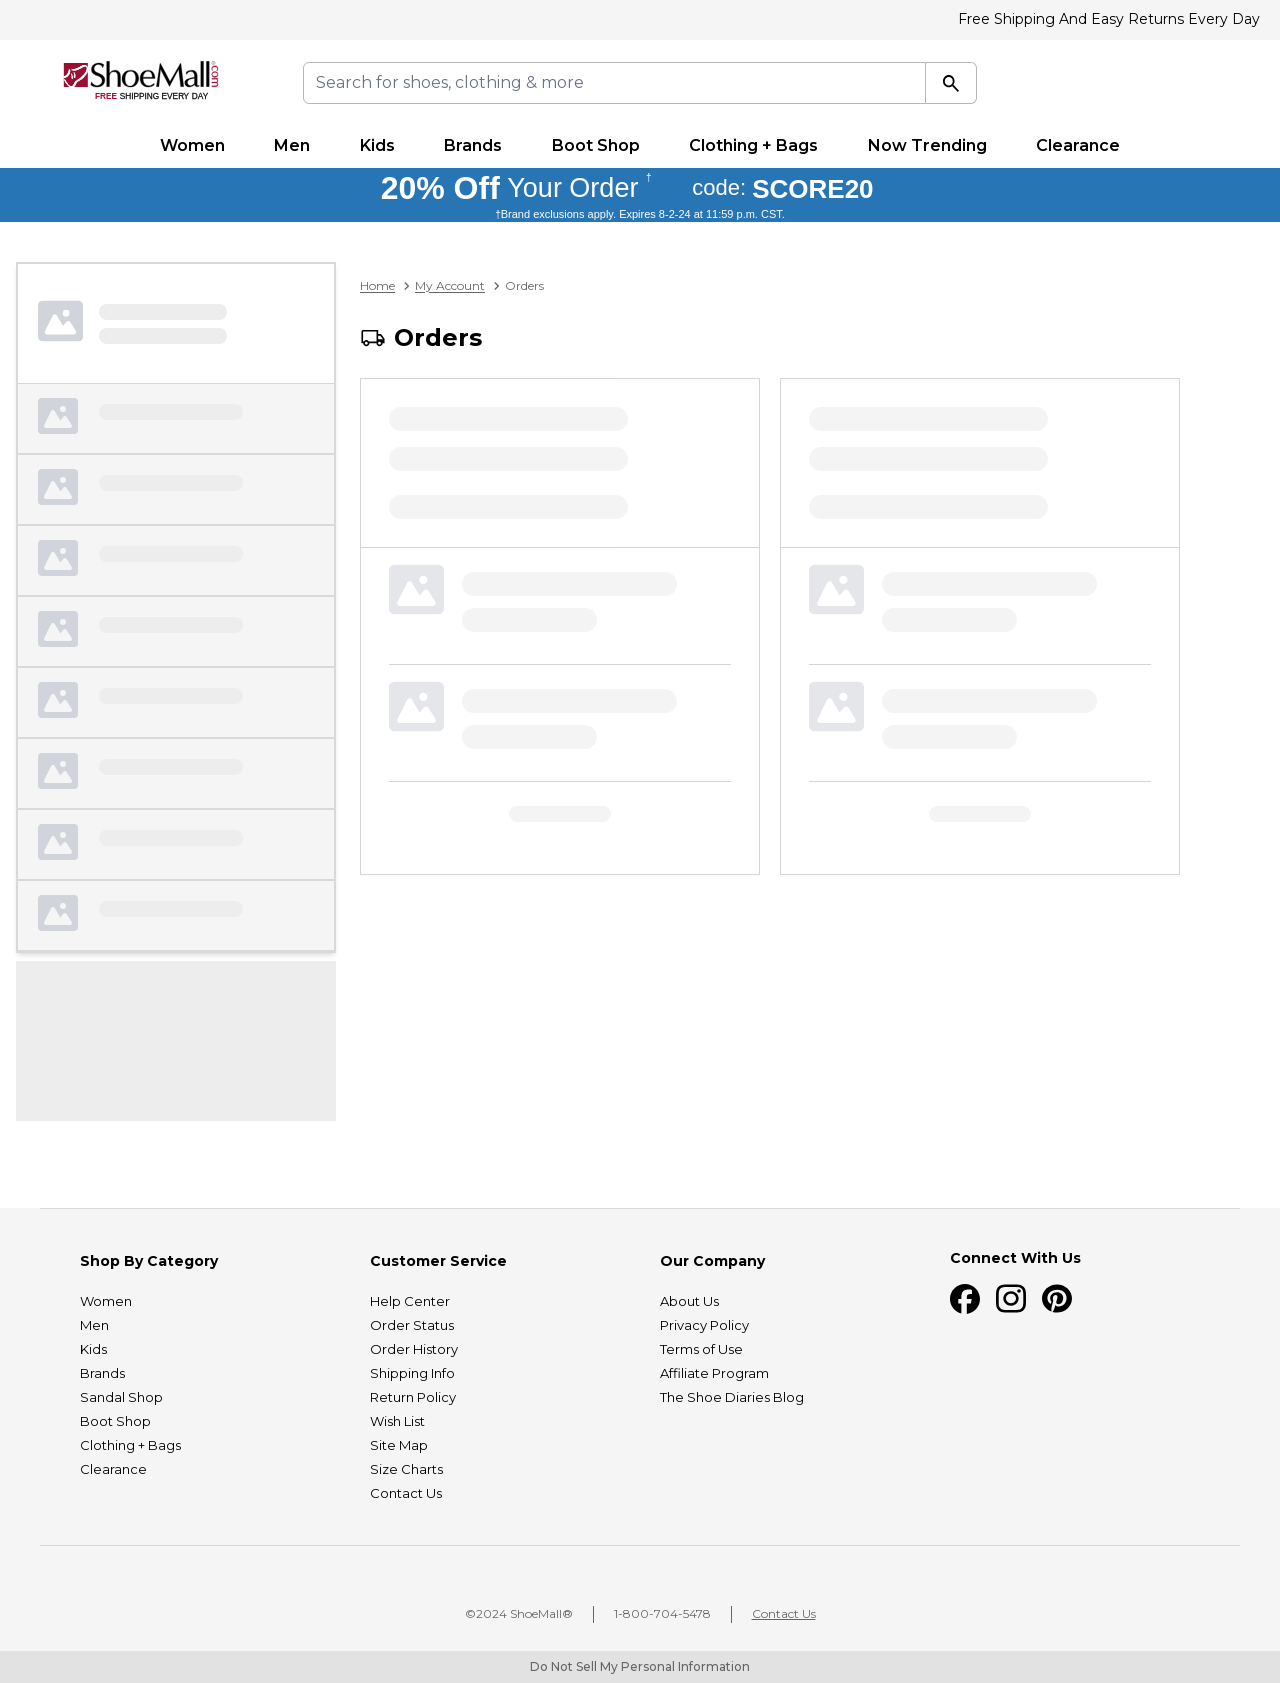 Free Shipping And Easy Returns Every Day
ShoeMall.com
FREE SHIPPING EVERY DAY
Search for shoes, clothing & more
Women Men Kids Brands Boot Shop Clothing + Bags Now Trending Clearance
20% Off Your Order † code: SCORE20
†Brand exclusions apply. Expires 8-2-24 at 11:59 p.m. CST.
Home My Account Orders
Orders
Shop By Category
Women
Men
Kids
Brands
Sandal Shop
Boot Shop
Clothing + Bags
Clearance
Customer Service
Help Center
Order Status
Order History
Shipping Info
Return Policy
Wish List
Site Map
Size Charts
Contact Us
Our Company
About Us
Privacy Policy
Terms of Use
Affiliate Program
The Shoe Diaries Blog
Connect With Us
©2024 ShoeMall® 1-800-704-5478 Contact Us
Do Not Sell My Personal Information